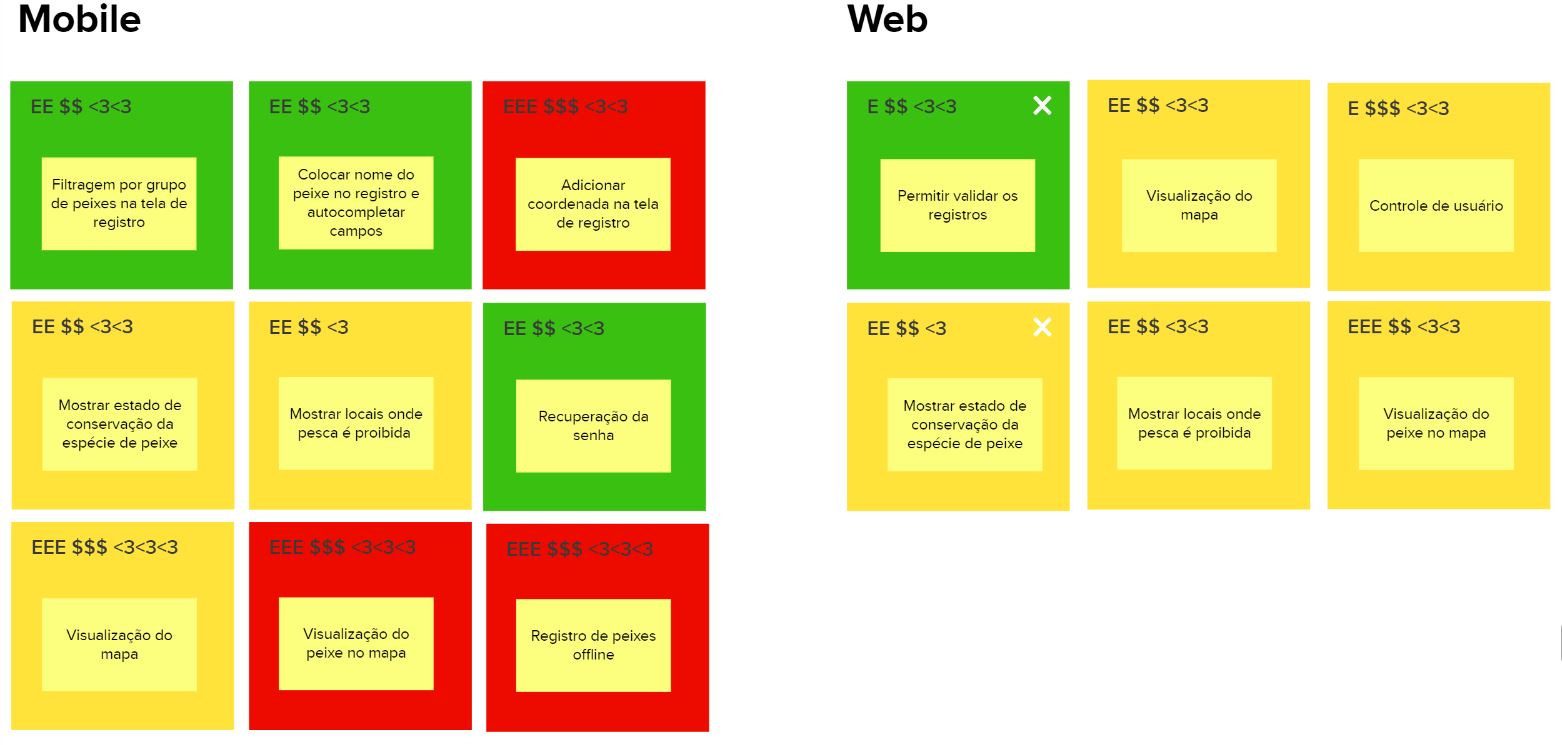 Mobile
EE $$ <3<3
Filtragem por grupo
de peixes na tela de
registro
EE $$ <3<3
Colocar nome do
peixe no registro e
autocompletar
campos
EEE $$$ <3<3
Adicionar
coordenada na tela
de registro
EE $$ <3<3
Mostrar estado de
conservação da
espécie de peixe
EE $$ <3
Mostrar locais onde
pesca é proibida
EE $$ <3<3
Recuperação da
senha
EEE $$$ <3<3<3
Visualização do
mapa
EEE $$$ <3<3<3
Visualização do
peixe no mapa
EEE $$$ <3<3<3
Registro de peixes
offline
Web
E $$ <3<3
Permitir validar os
registros
EE $$ <3<3
Visualização do
mapa
E $$$ <3<3
Controle de usuário
EE $$ <3
Mostrar estado de
conservação da
espécie de peixe
EE $$ <3<3
Mostrar locais onde
pesca é proibida
EEE $$ <3<3
Visualização do
peixe no mapa